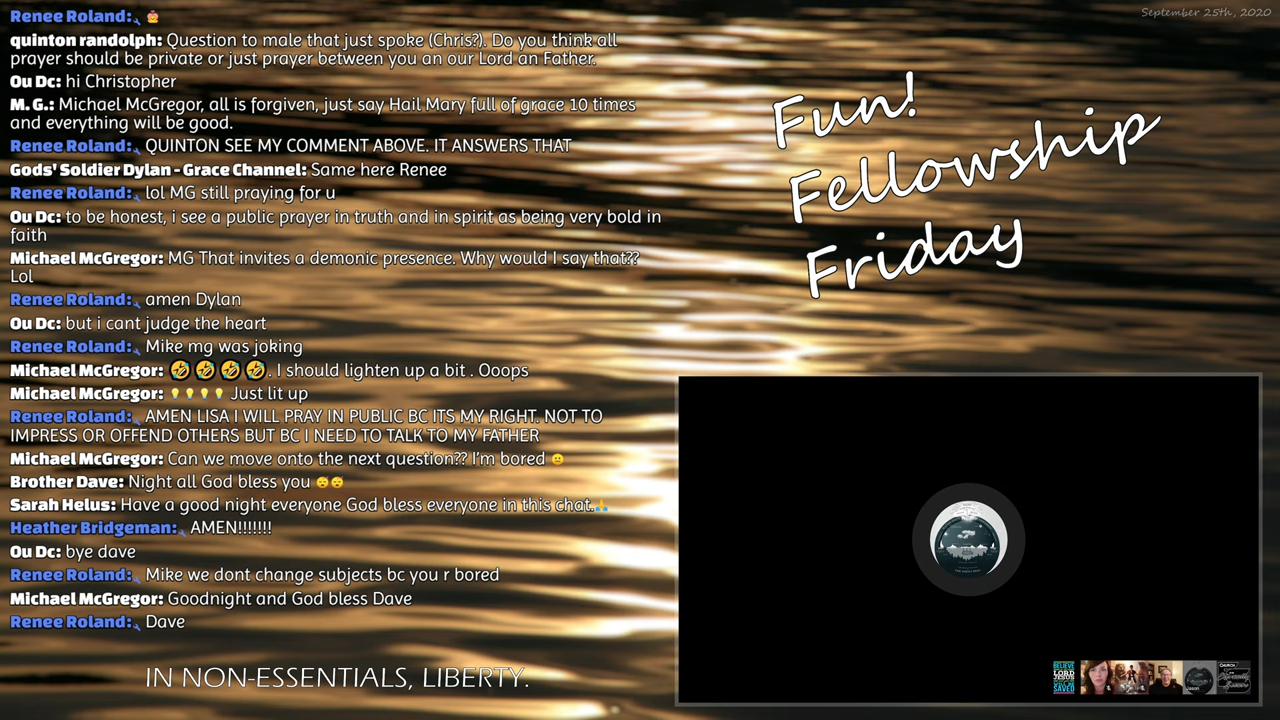 Renee Roland:
quinton randolph: Question to male that just spoke (Chris?). Do you think all
prayer should be private or just prayer between you an our Lord an Father.
Ou Dc: hi Christopher
M. G.: Michael McGregor, all is forgiven, just say Hail Mary full of grace 10 times
and everything will be good.
Renee Roland: QUINTON SEE MY COMMENT ABOVE. IT ANSWERS THAT
Gods' Soldier Dylan - Grace Channel: Same here Renee
Renee Roland: lol MG still praying for u
Ou Dc: to be honest, i see a public prayer in truth and in spirit as being very bold in
faith
Michael McGregor: MG That invites a demonic presence. Why would I say that??
Lol
Renee Roland: amen Dylan
Ou Dc: but i cant judge the heart
Renee Roland: Mike mg was joking
Michael McGregor: 🤣🤣🤣🤣. I should lighten up a bit . Ooops
Michael McGregor: 💡💡💡💡 Just lit up
Renee Roland: AMEN LISA I WILL PRAY IN PUBLIC BC ITS MY RIGHT. NOT TO
IMPRESS OR OFFEND OTHERS BUT BC I NEED TO TALK TO MY FATHER
Michael McGregor: Can we move onto the next question?? I'm bored
Brother Dave: Night all God bless you 😴😴
Sarah Helus: Have a good night everyone God bless everyone in this chat.🙏
Heather Bridgeman: AMEN!!!!!!!
Ou Dc: bye dave
Renee Roland: Mike we dont change subjects bc you r bored
Michael McGregor: Goodnight and God bless Dave
Renee Roland: Dave
IN NON-ESSENTIALS, LIBERTY.
September 25th, 2020
Fun!
Fellowship
Friday
BELIEVE
LORD
JESUS
SAVED
Jason
CHURCH